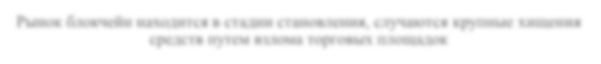 Рынок блокчейн находится в стадии становления, случаются крупные хищения
средств путем взлома торговых площадок